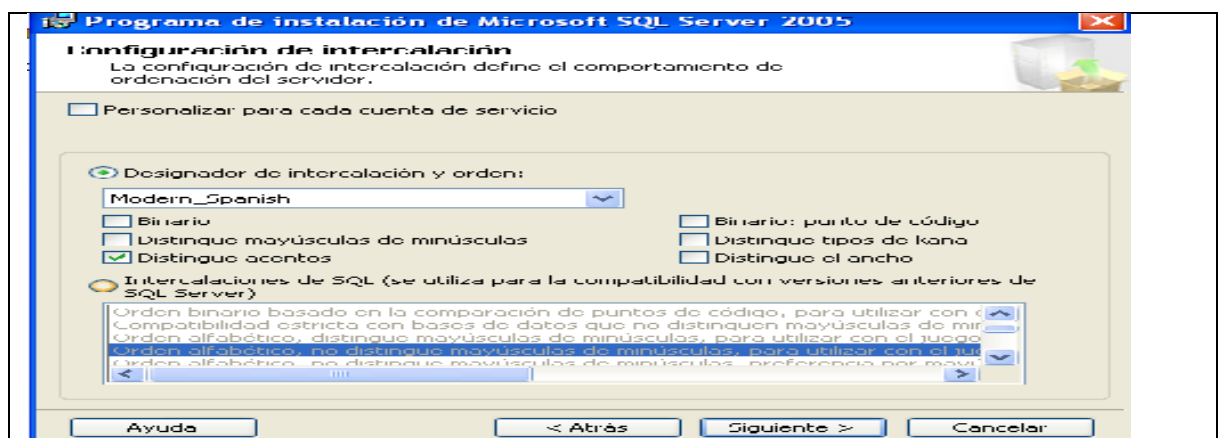 Programa de instalación de Microsoft SQL Server 2005
Configuración de intercalación
La configuración de intercalación define el comportamiento de
ordenación del servidor.
Personalizar para cada cuenta de servicio
Designador de intercalación y orden:
Modern_Spanish
Binario
Binario: punto de código
Distingue mayúsculas de minúsculas
Distingue tipos de kana
Distingue acentos
Distingue el ancho
Intercalaciones de SQL (se utiliza para la compatibilidad con versiones anteriores de
SQL Server)
Orden binario basado en la comparación de puntos de código, para utilizar con
Compatibilidad estricta con bases de datos que no distinguen mayúsculas de
Orden alfabético, distingue mayúsculas de minúsculas, para utilizar con el juego
Orden alfabético, no distingue mayúsculas de minúsculas, para utilizar con el
Orden alfabético, no distingue mayúsculas de minúsculas, preferencia por
Ayuda
< Atrás
Siguiente >
Cancelar